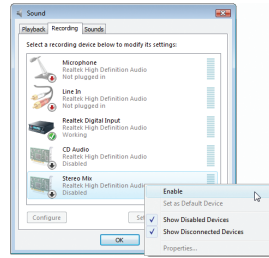 Sound
Playback Recording Sounds
Select a recording device below to modify its settings:
Microphone
Realtek High Definition Audio
Not plugged in
Line In
Realtek High Definition Audio
Not plugged in
Realtek Digital Input
Realtek High Definition Audio
Working
CD Audio
Realtek High Definition Audio
Disabled
Stereo Mix
Realtek High Definition Audio
Disabled
Enable
Set as Default Device
Show Disabled Devices
Show Disconnected Devices
Properties...
Configure
Set
OK